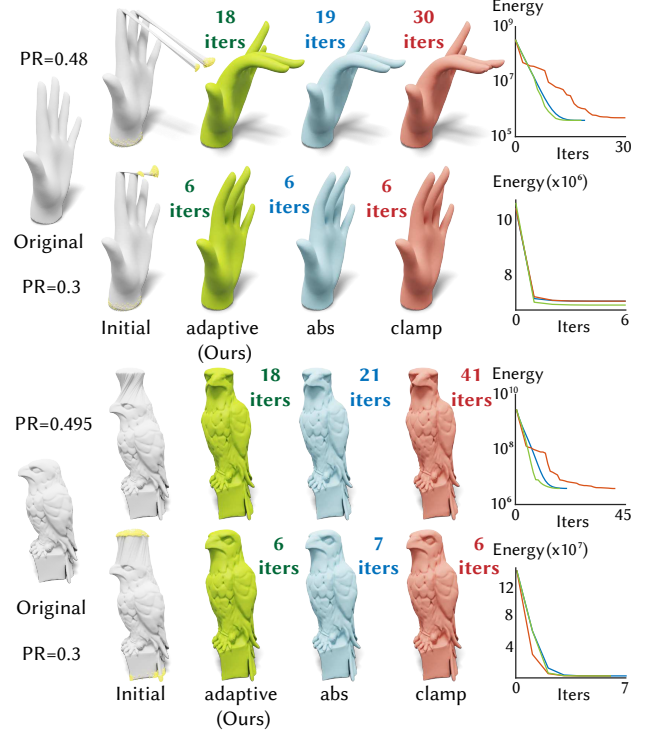 18
iters
19
iters
30
iters
PR=0.48
Energy
10⁹
10⁷
10⁵
0
Iters
30
6
iters
6
iters
6
iters
Energy (x10⁶)
10
8
0
Iters
6
Original
PR=0.3
Initial
adaptive
(Ours)
abs
clamp
18
iters
21
iters
41
iters
PR=0.495
Energy
10¹⁰
10⁸
10⁶
0
Iters
45
6
iters
7
iters
6
iters
Energy (x10⁷)
12
8
4
0
Iters
7
Original
PR=0.3
Initial
adaptive
(Ours)
abs
clamp